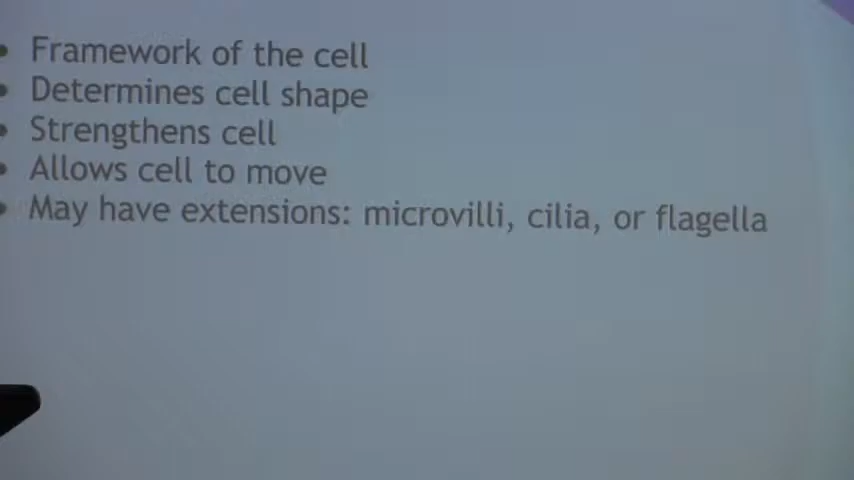 • Framework of the cell
• Determines cell shape
• Strengthens cell
• Allows cell to move
• May have extensions: microvilli, cilia, or flagella